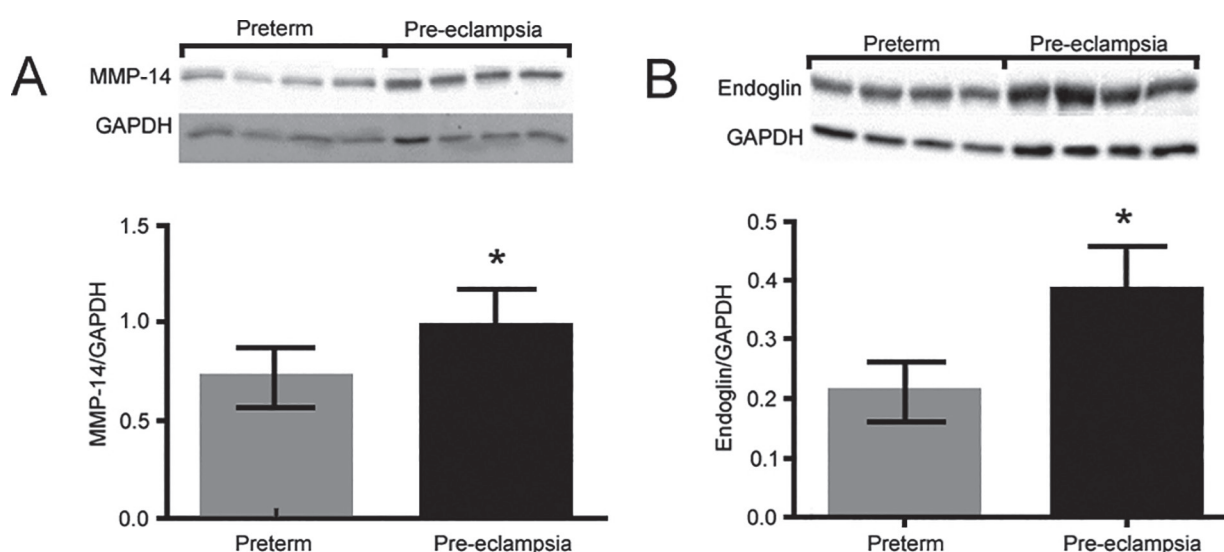 A
Preterm Pre-eclampsia
MMP-14
GAPDH
MMP-14/GAPDH
1.5
*
1.0
0.5
0.0
Preterm Pre-eclampsia
B
Preterm Pre-eclampsia
Endoglin
GAPDH
Endoglin/GAPDH
0.5
*
0.4
0.3
0.2
0.1
0.0
Preterm Pre-eclampsia